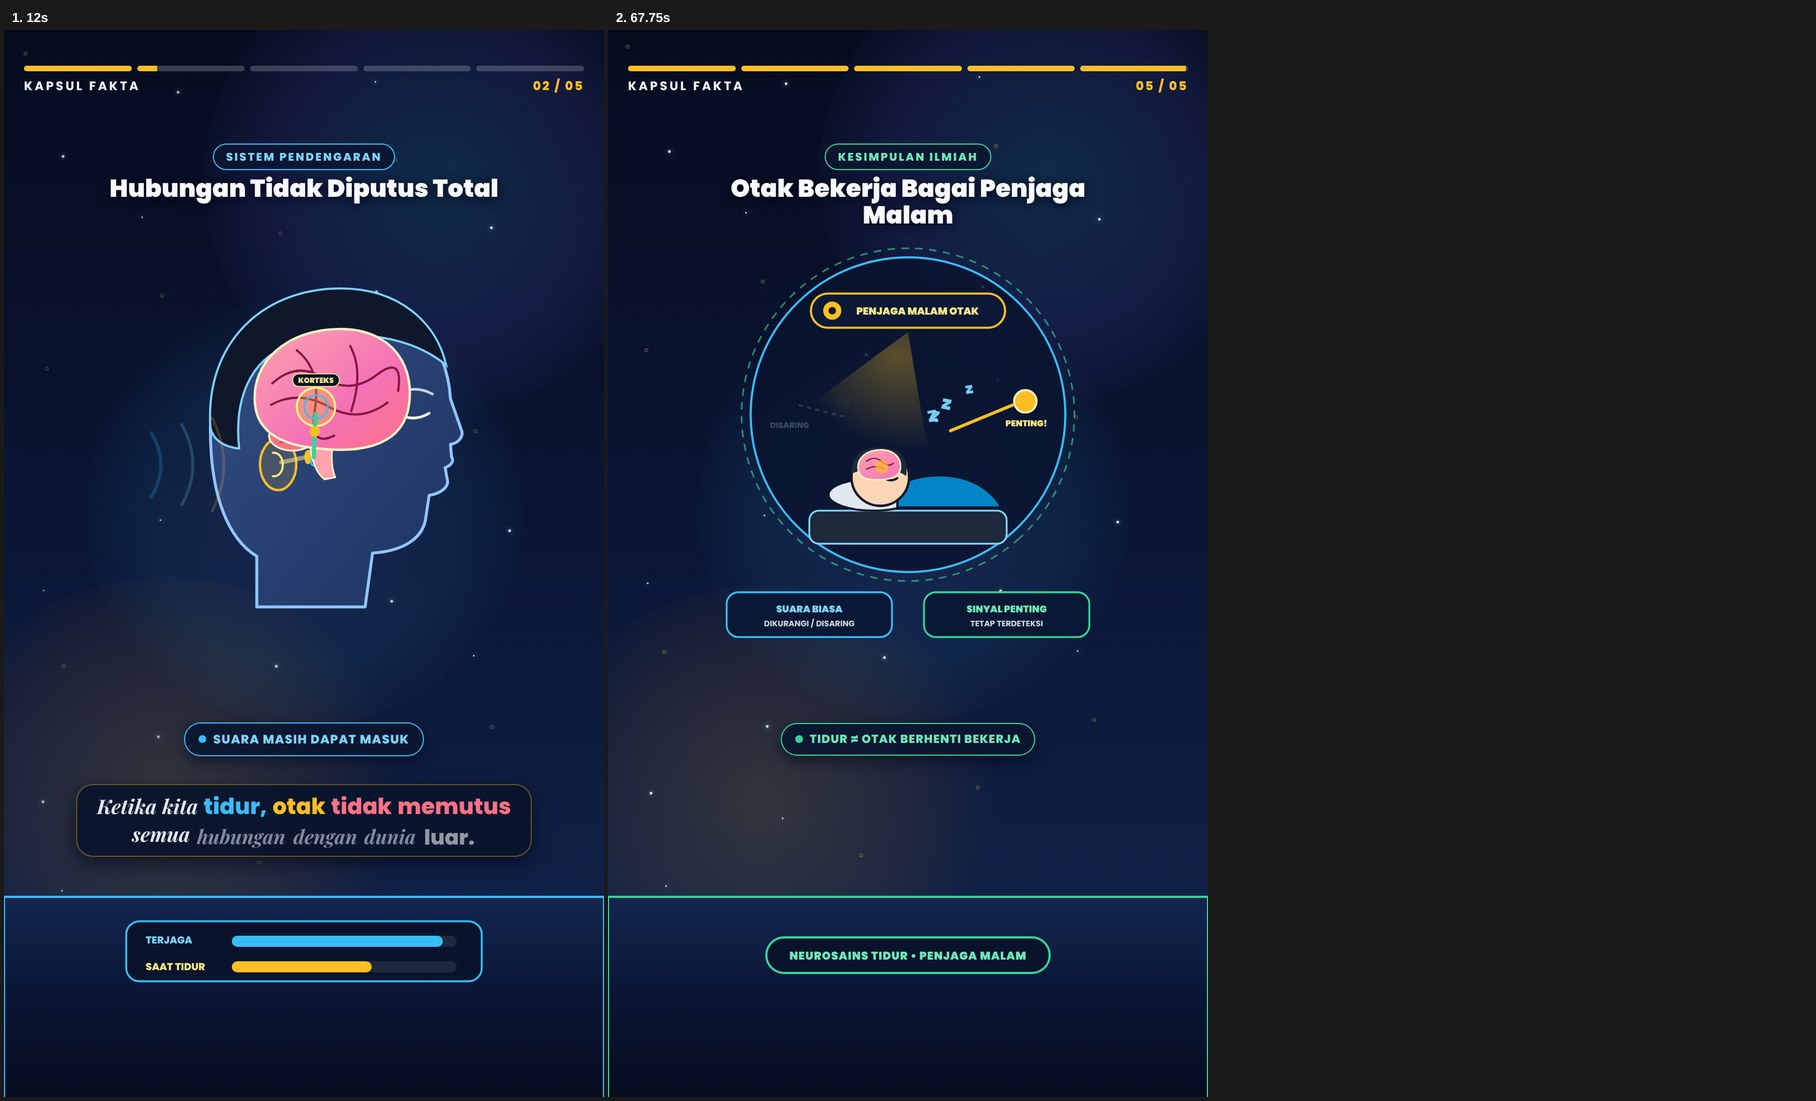 1. 12s
KAPSUL FAKTA
02 / 05
SISTEM PENDENGARAN
Hubungan Tidak Diputus Total
KORTEKS
SUARA MASIH DAPAT MASUK
Ketika kita tidur, otak tidak memutus
semua hubungan dengan dunia luar.
TERJAGA
SAAT TIDUR
2. 67.75s
KAPSUL FAKTA
05 / 05
KESIMPULAN ILMIAH
Otak Bekerja Bagai Penjaga
Malam
PENJAGA MALAM OTAK
z
z
z
DISARING
PENTING!
SUARA BIASA
DIKURANGI / DISARING
SINYAL PENTING
TETAP TERDETEKSI
TIDUR ≠ OTAK BERHENTI BEKERJA
NEUROSAINS TIDUR • PENJAGA MALAM